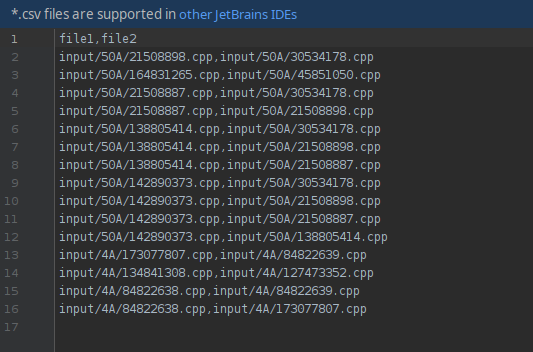 *.csv files are supported in other JetBrains IDEs
1 file1,file2
2 input/50A/21508898.cpp,input/50A/30534178.cpp
3 input/50A/164831265.cpp,input/50A/45851050.cpp
4 input/50A/21508887.cpp,input/50A/30534178.cpp
5 input/50A/21508887.cpp,input/50A/21508898.cpp
6 input/50A/138805414.cpp,input/50A/30534178.cpp
7 input/50A/138805414.cpp,input/50A/21508898.cpp
8 input/50A/138805414.cpp,input/50A/21508887.cpp
9 input/50A/142890373.cpp,input/50A/30534178.cpp
10 input/50A/142890373.cpp,input/50A/21508898.cpp
11 input/50A/142890373.cpp,input/50A/21508887.cpp
12 input/50A/142890373.cpp,input/50A/138805414.cpp
13 input/4A/173077807.cpp,input/4A/84822639.cpp
14 input/4A/134841308.cpp,input/4A/127473352.cpp
15 input/4A/84822638.cpp,input/4A/84822639.cpp
16 input/4A/84822638.cpp,input/4A/173077807.cpp
17